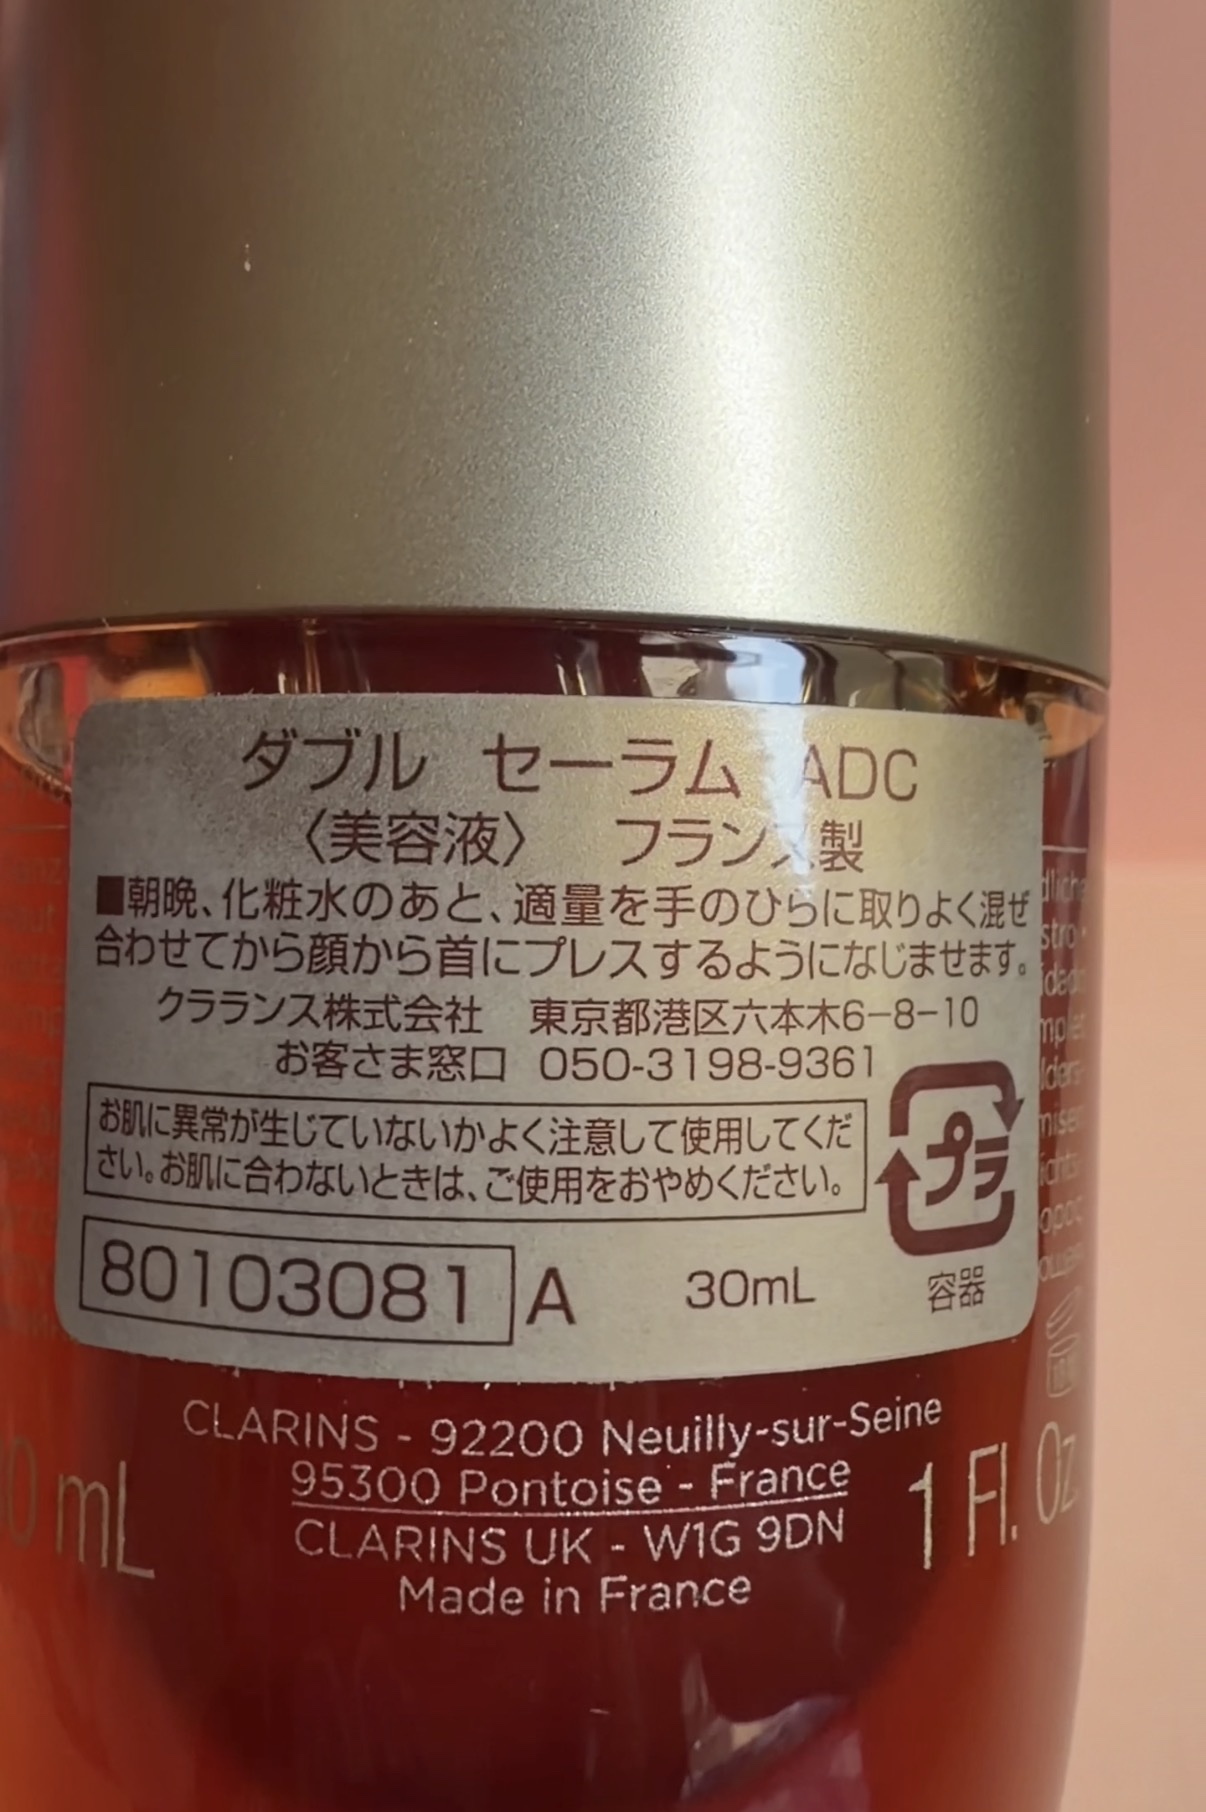 ダブル セーラム ADC
〈美容液〉 フランス製
■朝晩、化粧水のあと、適量を手のひらに取りよく混ぜ
合わせてから顔から首にプレスするようになじませます。
クラランス株式会社 東京都港区六本木6-8-10
お客さま窓口 050-3198-9361
お肌に異常が生じていないかよく注意して使用してくだ
さい。お肌に合わないときは、ご使用をおやめください。
プラ
容器
80103081 A 30mL
CLARINS - 92200 Neuilly-sur-Seine
95300 Pontoise - France
CLARINS UK - W1G 9DN
Made in France
mL
1 Fl. Oz.